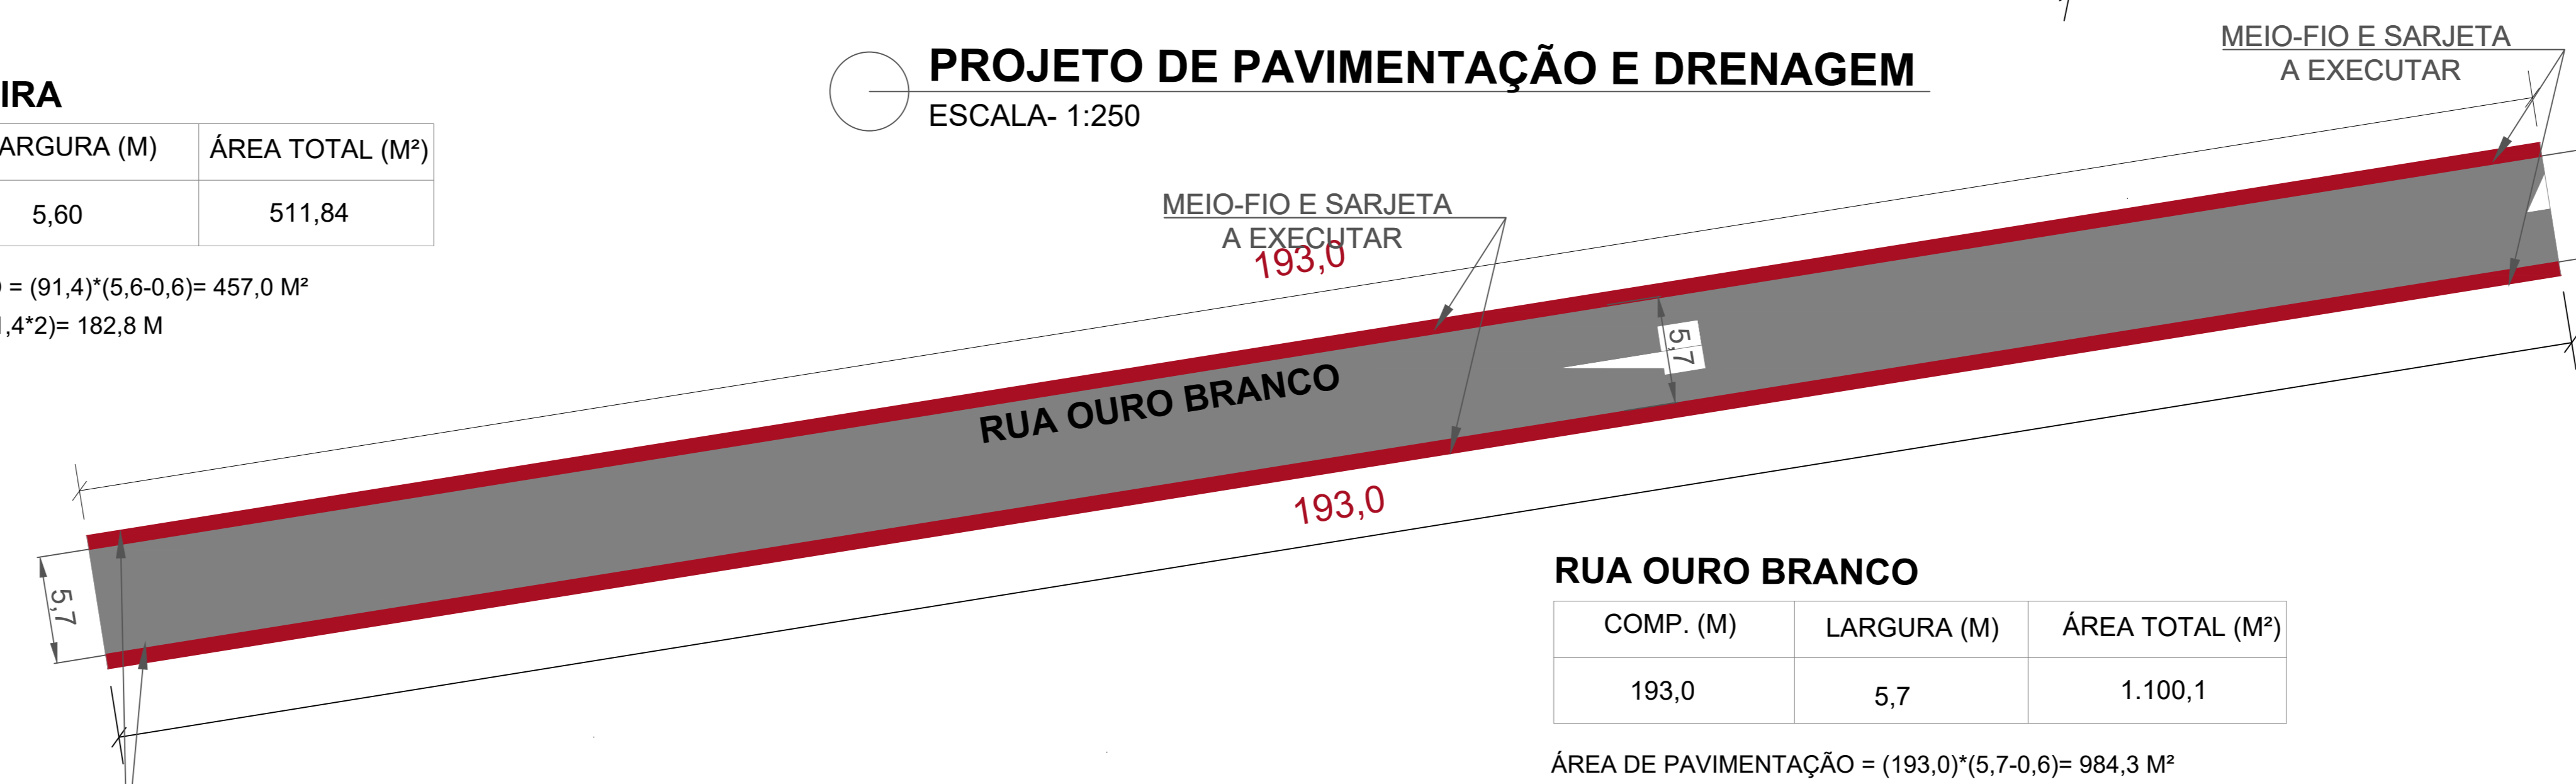 PROJETO DE PAVIMENTAÇÃO E DRENAGEM
ESCALA- 1:250
MEIO-FIO E SARJETA
A EXECUTAR
IRA
ARGURA (M) ÁREA TOTAL (M²)
5,60 511,84
= (91,4)*(5,6-0,6)= 457,0 M²
,4*2)= 182,8 M
MEIO-FIO E SARJETA
A EXECUTAR
193,0
5,7
RUA OURO BRANCO
193,0
5,7
RUA OURO BRANCO
COMP. (M) LARGURA (M) ÁREA TOTAL (M²)
193,0 5,7 1.100,1
ÁREA DE PAVIMENTAÇÃO = (193,0)*(5,7-0,6)= 984,3 M²